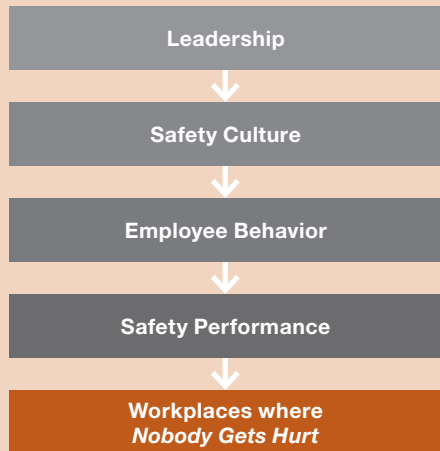 Leadership
Safety Culture
Employee Behavior
Safety Performance
Workplaces where
Nobody Gets Hurt